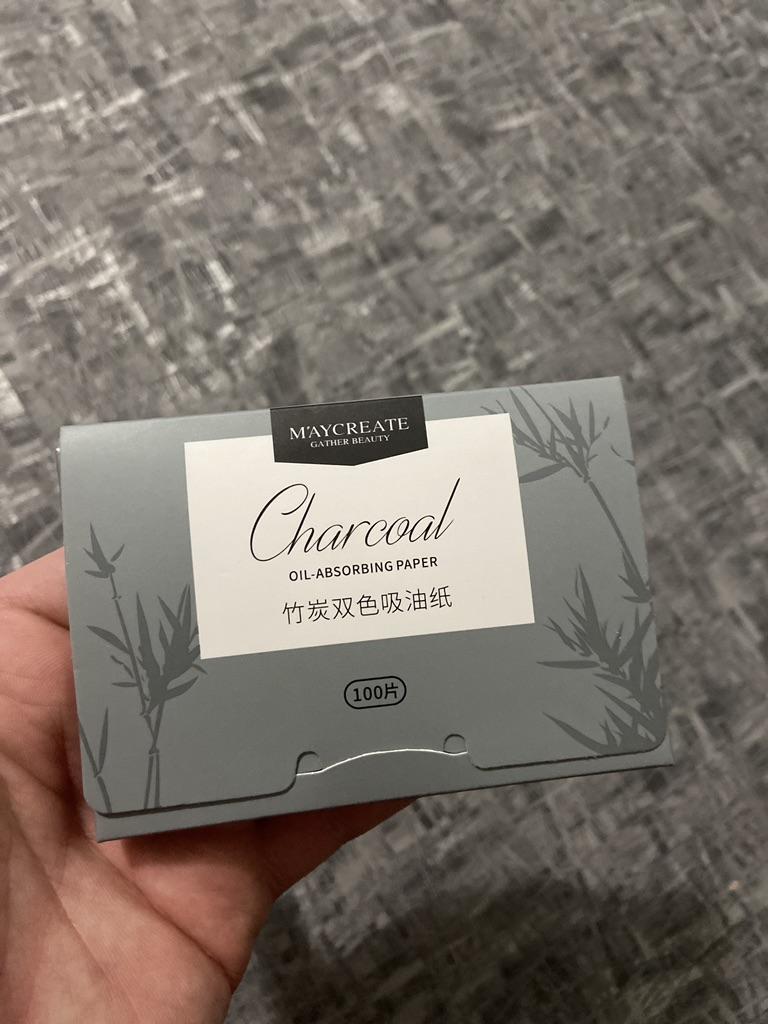 M'AYCREATE
GATHER BEAUTY
Charcoal
OIL-ABSORBING PAPER
竹炭双色吸油纸
100片